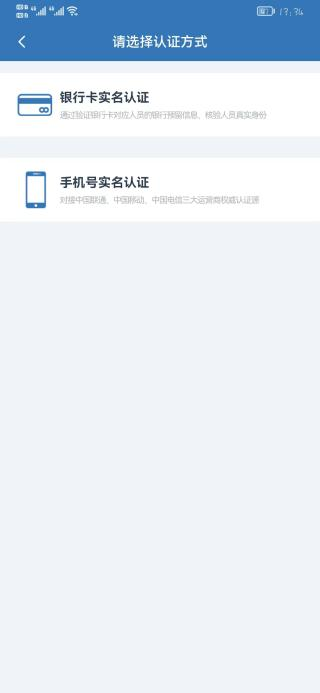 17:34
请选择认证方式
银行卡实名认证
通过验证银行卡对应人员的银行预留信息、核验人员真实身份
手机号实名认证
对接中国联通、中国移动、中国电信三大运营商权威认证源